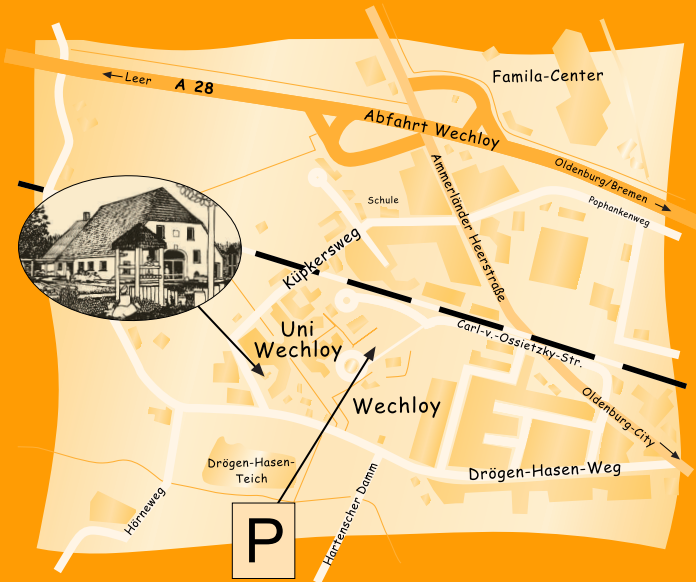 Famila-Center
Leer
A 28
Abfahrt Wechloy
Oldenburg/Bremen
Ammerländer Heerstraße
Schule
Pophankenweg
Küpkersweg
Uni
Wechloy
Carl-v.-Ossietzky-Str.
Wechloy
Oldenburg-City
Drögen-Hasen-
Teich
Drögen-Hasen-Weg
Hörneweg
Hartenscher Damm
P